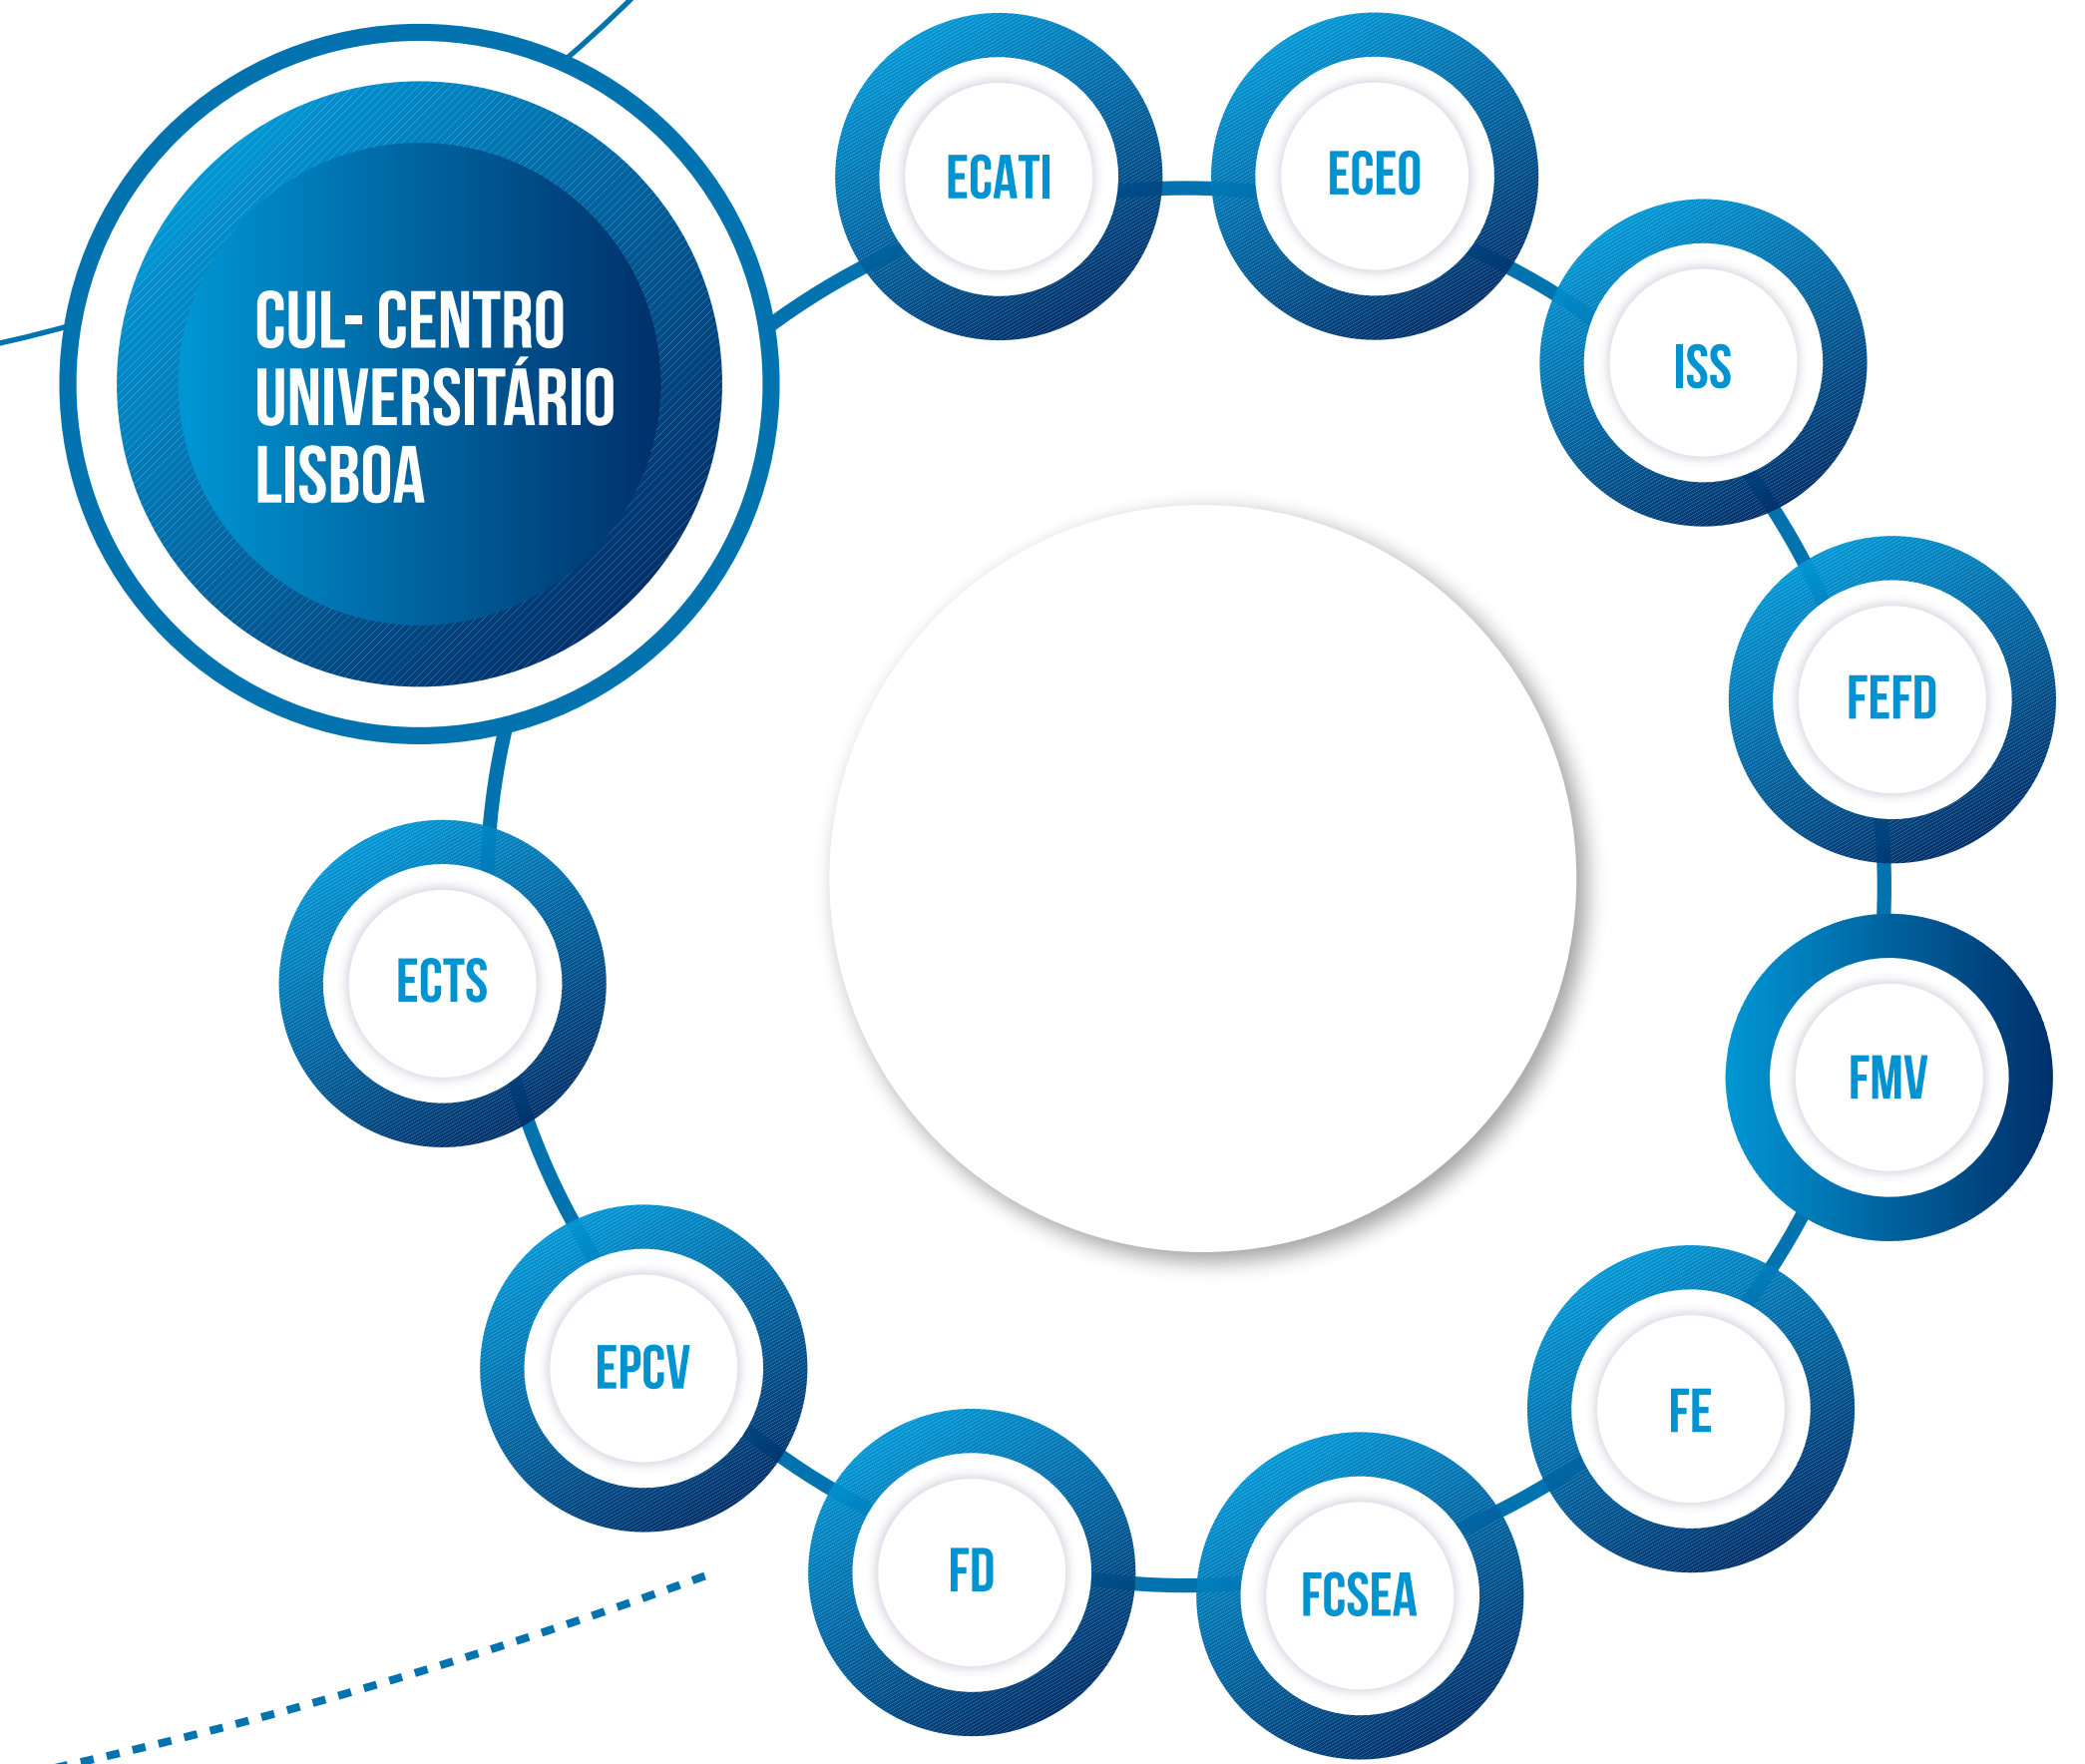 CUL- CENTRO
UNIVERSITÁRIO
LISBOA
ECATI
ECEO
ISS
FEFD
FMV
FE
FCSEA
FD
EPCV
ECTS